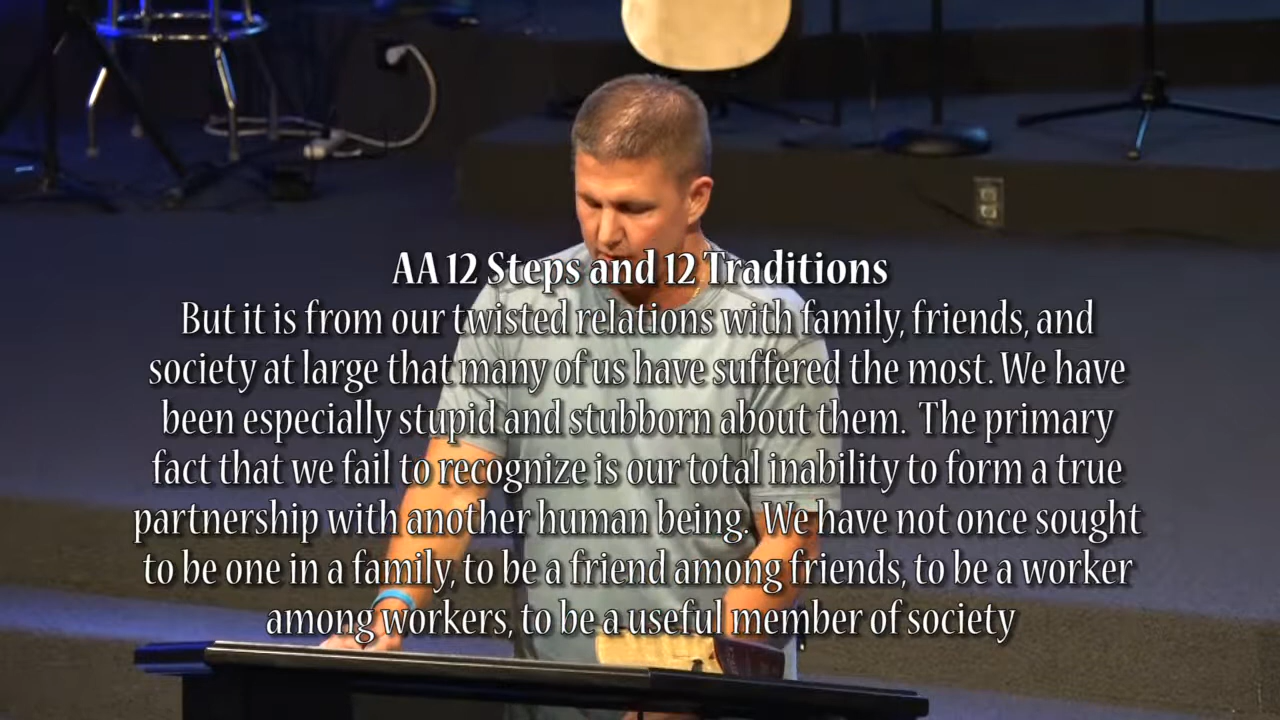 AA 12 Steps and 12 Traditions
But it is from our twisted relations with family, friends, and
society at large that many of us have suffered the most. We have
been especially stupid and stubborn about them.  The primary
fact that we fail to recognize is our total inability to form a true
partnership with another human being.  We have not once sought
to be one in a family, to be a friend among friends, to be a worker
among workers, to be a useful member of society